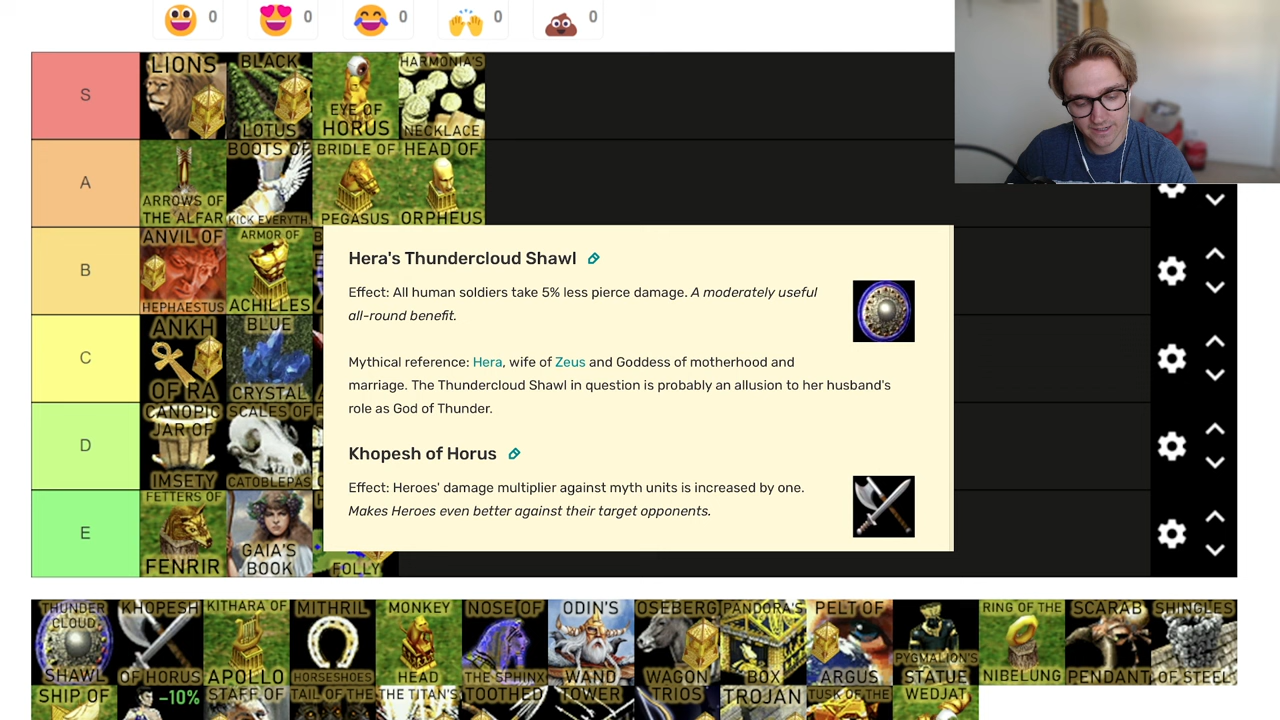 0 0 0 0 0
S
LIONS
BLACK
LOTUS
EYE OF
HORUS
HARMONIA'S
NECKLACE
A
ARROWS OF
THE ALFAR
BOOTS OF
KICK EVERYTH
BRIDLE OF
PEGASUS
HEAD OF
ORPHEUS
B
ANVIL OF
HEPHAESTUS
ARMOR OF
ACHILLES
C
ANKH
OF RA
BLUE
CRYSTAL
D
CANOPIC
JAR OF
IMSETY
SCALES OF
CATOBLEPAS
E
FETTERS OF
FENRIR
GAIA'S
BOOK
FOLLY
Hera's Thundercloud Shawl
Effect: All human soldiers take 5% less pierce damage. A moderately useful
all-round benefit.
Mythical reference: Hera, wife of Zeus and Goddess of motherhood and
marriage. The Thundercloud Shawl in question is probably an allusion to her husband's
role as God of Thunder.
Khopesh of Horus
Effect: Heroes' damage multiplier against myth units is increased by one.
Makes Heroes even better against their target opponents.
THUNDER
CLOUD
SHAWL
KHOPESH
OF HORUS
KITHARA OF
APOLLO
MITHRIL
HORSESHOES
MONKEY
HEAD
NOSE OF
THE SPHINX
ODIN'S
WAND
OSEBERG
WAGON
PANDORA'S
BOX
PELT OF
ARGUS
PYGMALION'S
STATUE
RING OF THE
NIBELUNG
SCARAB
PENDANT
SHINGLES
OF STEEL
SHIP OF
-10%
STAFF OF
TAIL OF THE
THE TITAN'S
TOOTHED
TOWER
TRIOS
TROJAN
TUSK OF THE
WEDJAT